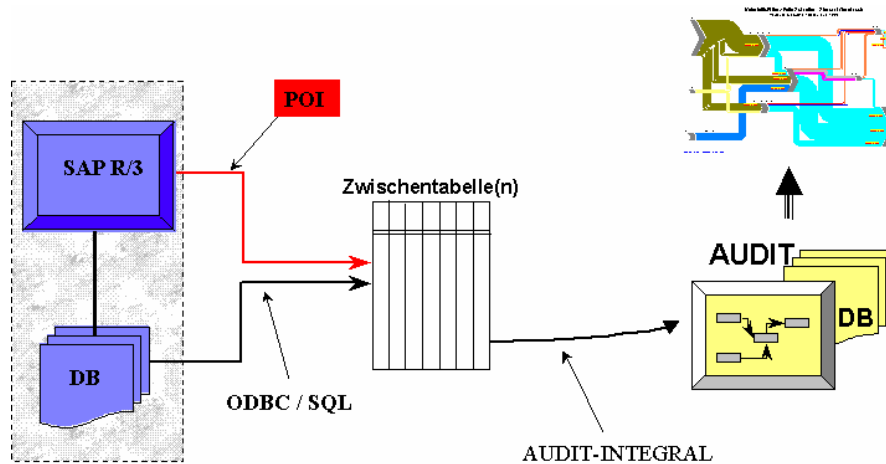 POI
SAP R/3
Zwischentabelle(n)
AUDIT
DB
DB
ODBC / SQL
AUDIT-INTEGRAL